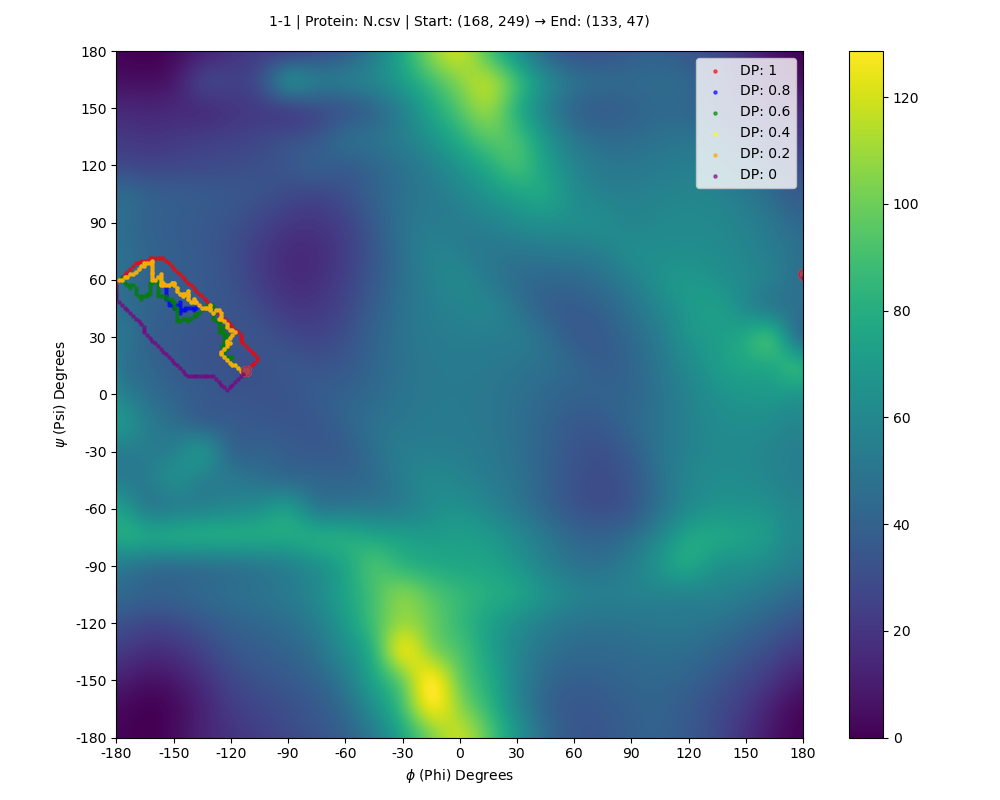 1-1 | Protein: N.csv | Start: (168, 249) → End: (133, 47)
DP: 1
DP: 0.8
DP: 0.6
DP: 0.4
DP: 0.2
DP: 0
180
150
120
90
60
30
0
-30
-60
-90
-120
-150
-180
ψ (Psi) Degrees
-180 -150 -120 -90 -60 -30 0 30 60 90 120 150 180
ϕ (Phi) Degrees
120
100
80
60
40
20
0